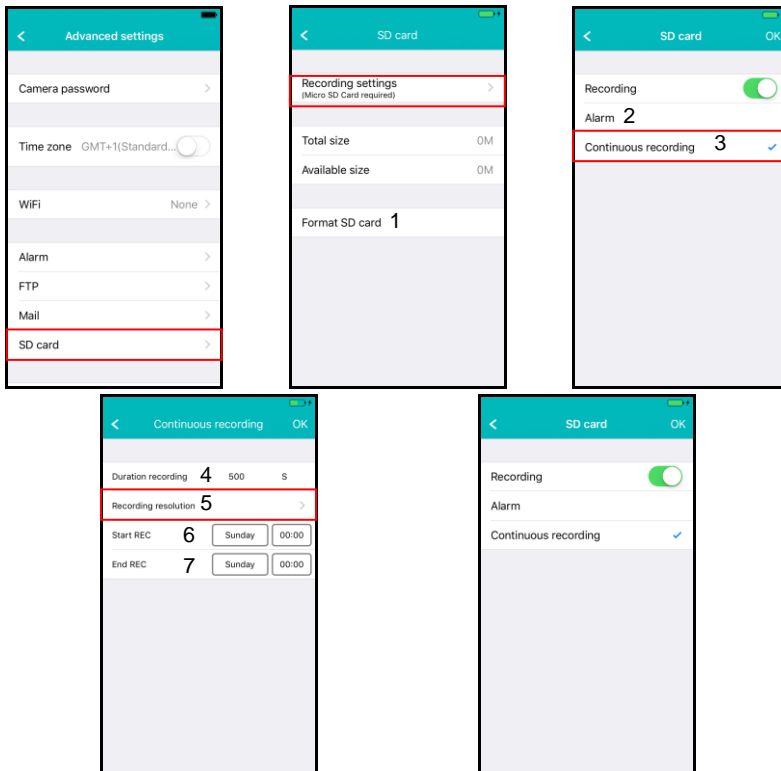 Advanced settings
Camera password
Time zone GMT+1(Standard...
WiFi None
Alarm
FTP
Mail
SD card
SD card
Recording settings
(Micro SD Card required)
Total size 0M
Available size 0M
Format SD card 1
SD card OK
Recording
Alarm 2
Continuous recording 3
Continuous recording OK
Duration recording 4 500 S
Recording resolution 5
Start REC 6 Sunday 00:00
End REC 7 Sunday 00:00
SD card OK
Recording
Alarm
Continuous recording